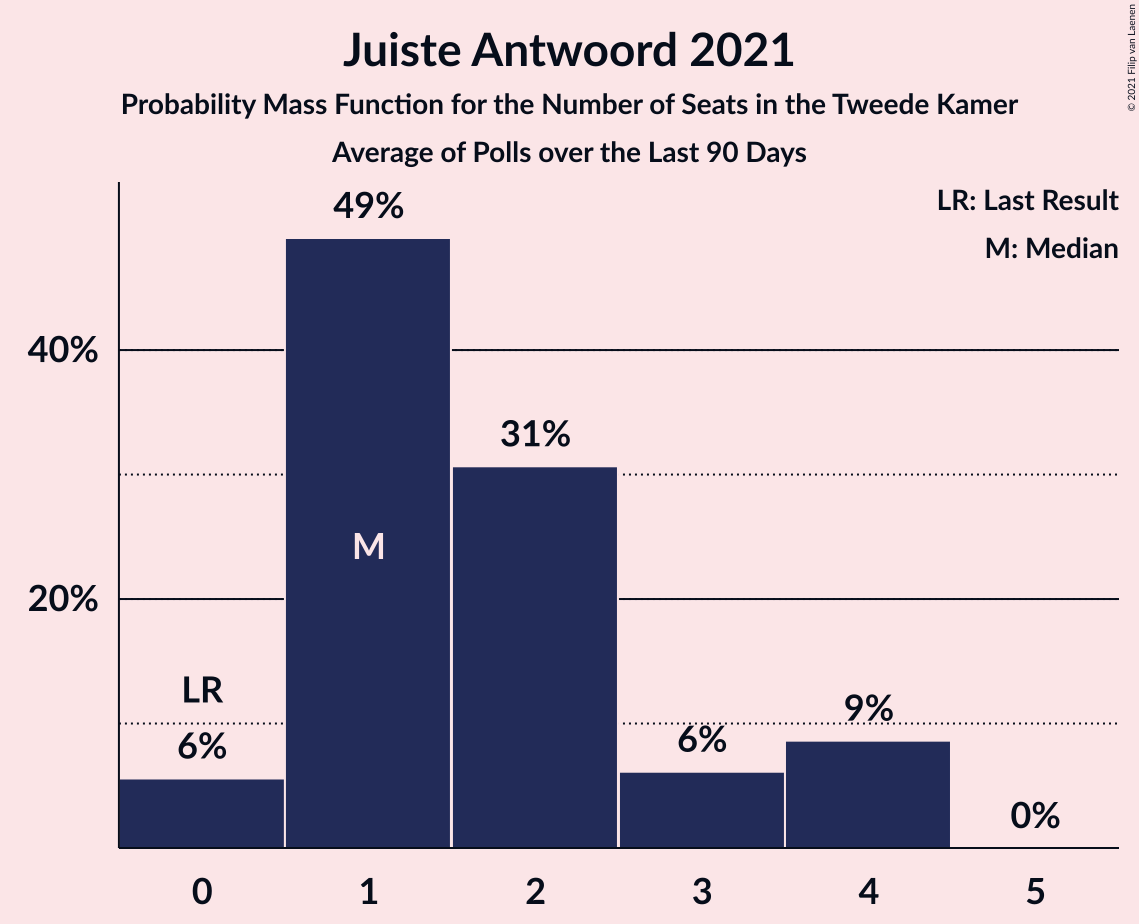 Juiste Antwoord 2021
Probability Mass Function for the Number of Seats in the Tweede Kamer
Average of Polls over the Last 90 Days
© 2021 Filip van Laenen
LR: Last Result
M: Median
49%
40%
31%
M
20%
LR
6%
6%
9%
0%
0 1 2 3 4 5